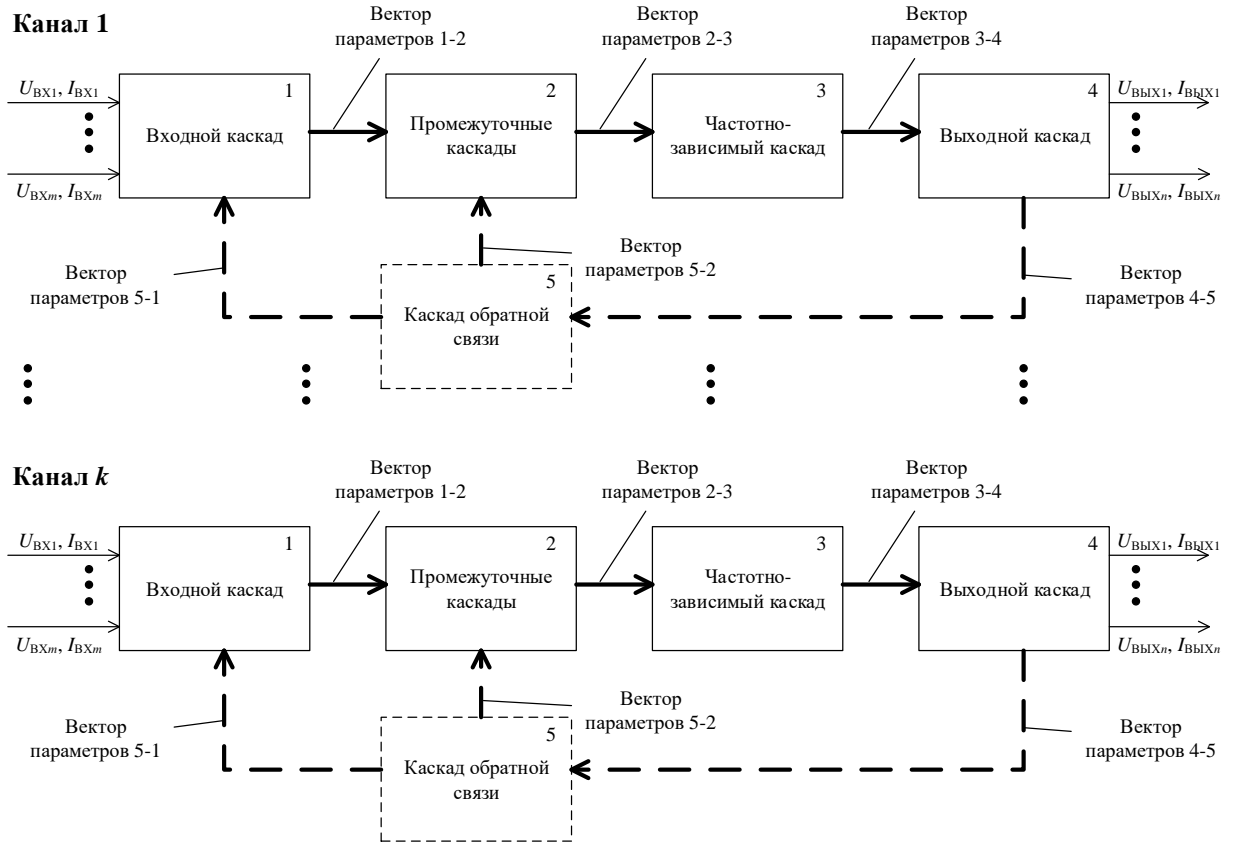 Канал 1
Вектор
параметров 1-2
Вектор
параметров 2-3
Вектор
параметров 3-4
UВХ1, IВХ1
UВХm, IВХm
1
Входной каскад
2
Промежуточные
каскады
3
Частотно-
зависимый каскад
4
Выходной каскад
UВЫХ1, IВЫХ1
UВЫХn, IВЫХn
Вектор
параметров 5-1
Вектор
параметров 5-2
5
Каскад обратной
связи
Вектор
параметров 4-5
Канал k
Вектор
параметров 1-2
Вектор
параметров 2-3
Вектор
параметров 3-4
UВХ1, IВХ1
UВХm, IВХm
1
Входной каскад
2
Промежуточные
каскады
3
Частотно-
зависимый каскад
4
Выходной каскад
UВЫХ1, IВЫХ1
UВЫХn, IВЫХn
Вектор
параметров 5-1
Вектор
параметров 5-2
5
Каскад обратной
связи
Вектор
параметров 4-5